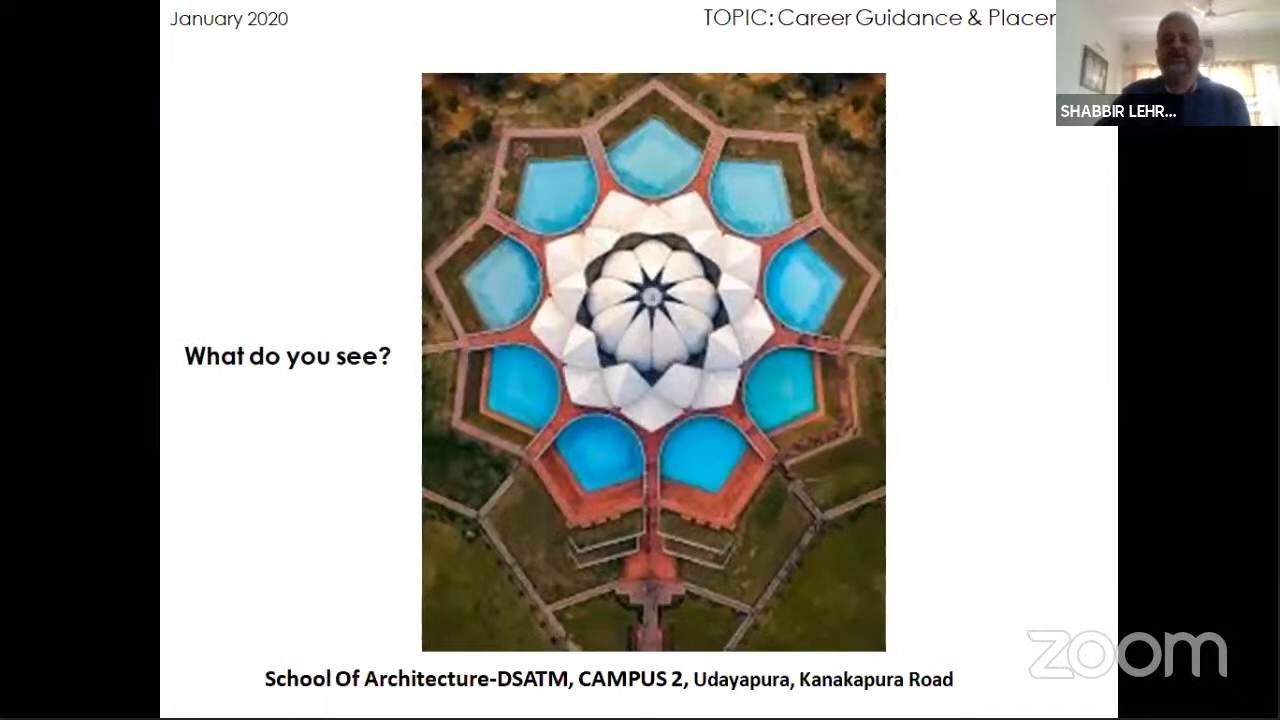 January 2020
TOPIC: Career Guidance & Placer
SHABBIR LEHR...
What do you see?
School Of Architecture-DSATM, CAMPUS 2, Udayapura, Kanakapura Road
zoom